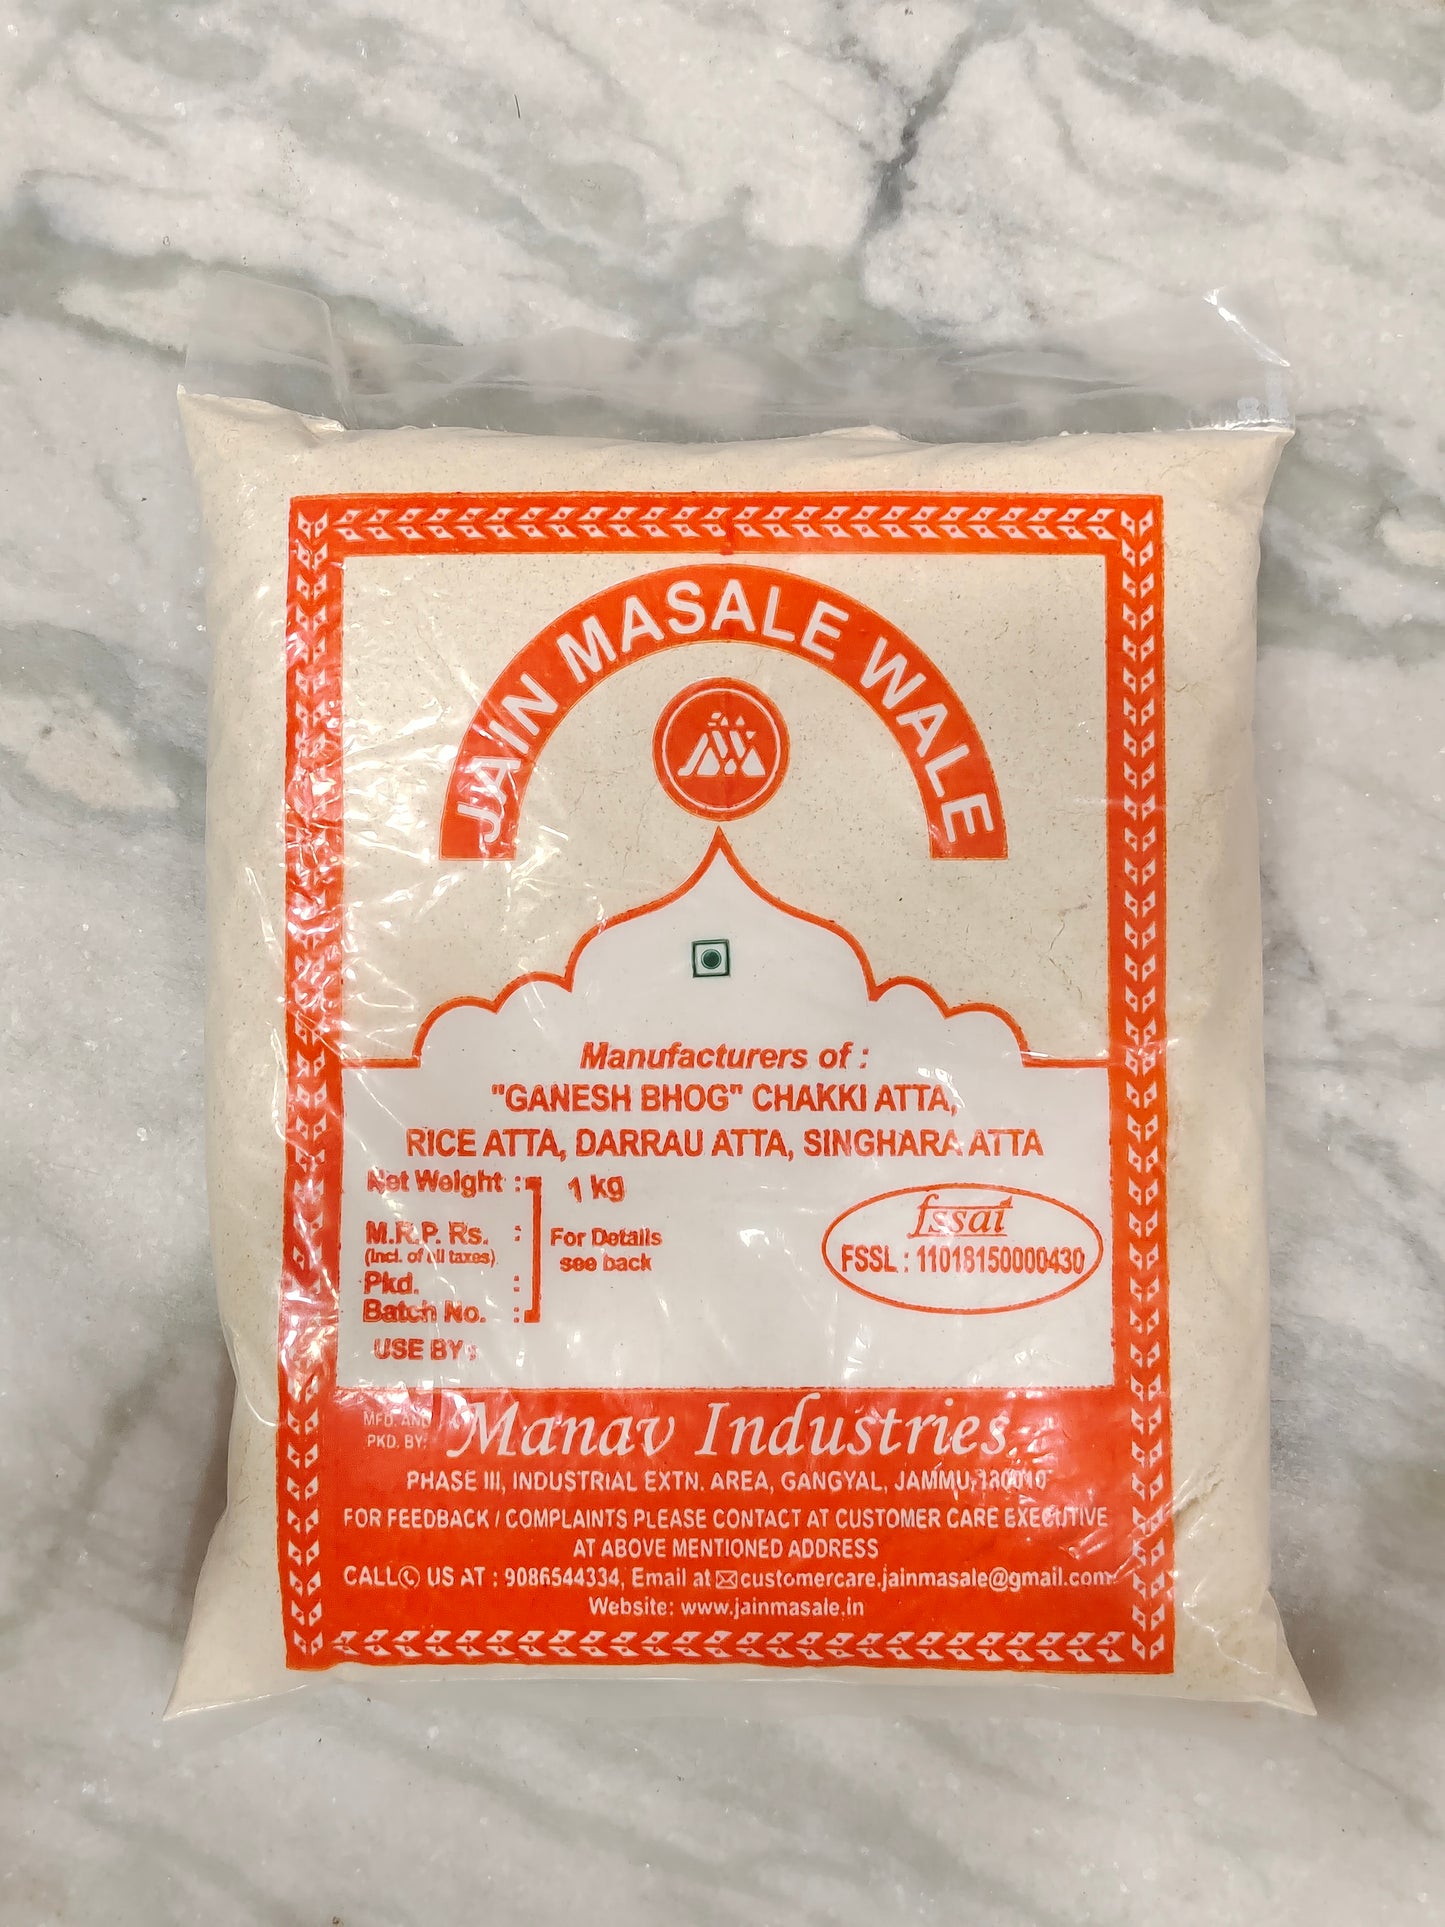 JAIN MASALE WALE
Manufacturers of :
"GANESH BHOG" CHAKKI ATTA,
RICE ATTA, DARRAU ATTA, SINGHARA ATTA
Net Weight : 1 kg
M.R.P. Rs. :
(Incl. of all taxes)
Pkd. :
Batch No. :
For Details
see back
USE BY :
fssai
FSSL : 11018150000430
MFD. AND
PKD. BY:
Manav Industries
PHASE III, INDUSTRIAL EXTN. AREA, GANGYAL, JAMMU-180010
FOR FEEDBACK / COMPLAINTS PLEASE CONTACT AT CUSTOMER CARE EXECUTIVE
AT ABOVE MENTIONED ADDRESS
CALL US AT : 9086544334, Email at customercare.jainmasale@gmail.com
Website: www.jainmasale.in